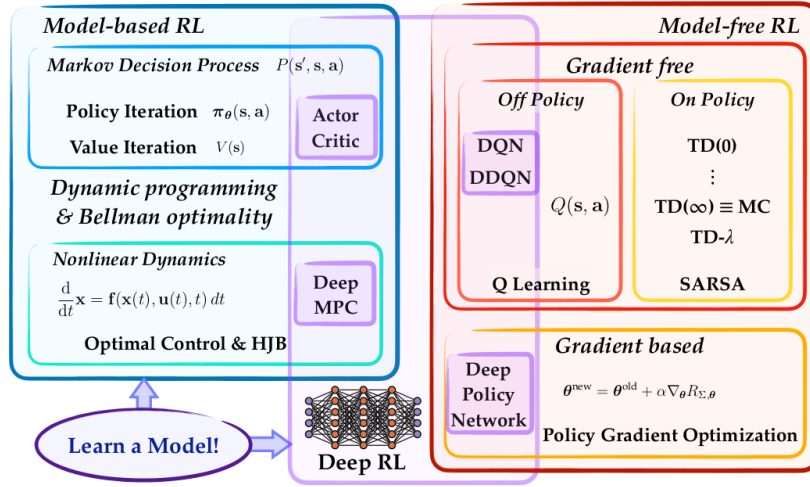 Model-based RL
Markov Decision Process P(s′, s, a)
Policy Iteration π_θ(s, a)
Value Iteration V(s)
Actor
Critic
Dynamic programming
& Bellman optimality
Nonlinear Dynamics
d/dt x = f(x(t), u(t), t) dt
Deep
MPC
Optimal Control & HJB
Learn a Model!
Deep RL
Model-free RL
Gradient free
Off Policy
DQN
DDQN
Q(s, a)
Q Learning
On Policy
TD(0)
⋮
TD(∞) ≡ MC
TD-λ
SARSA
Gradient based
Deep
Policy
Network
θ^new = θ^old + α∇_θ R_Σ,θ
Policy Gradient Optimization